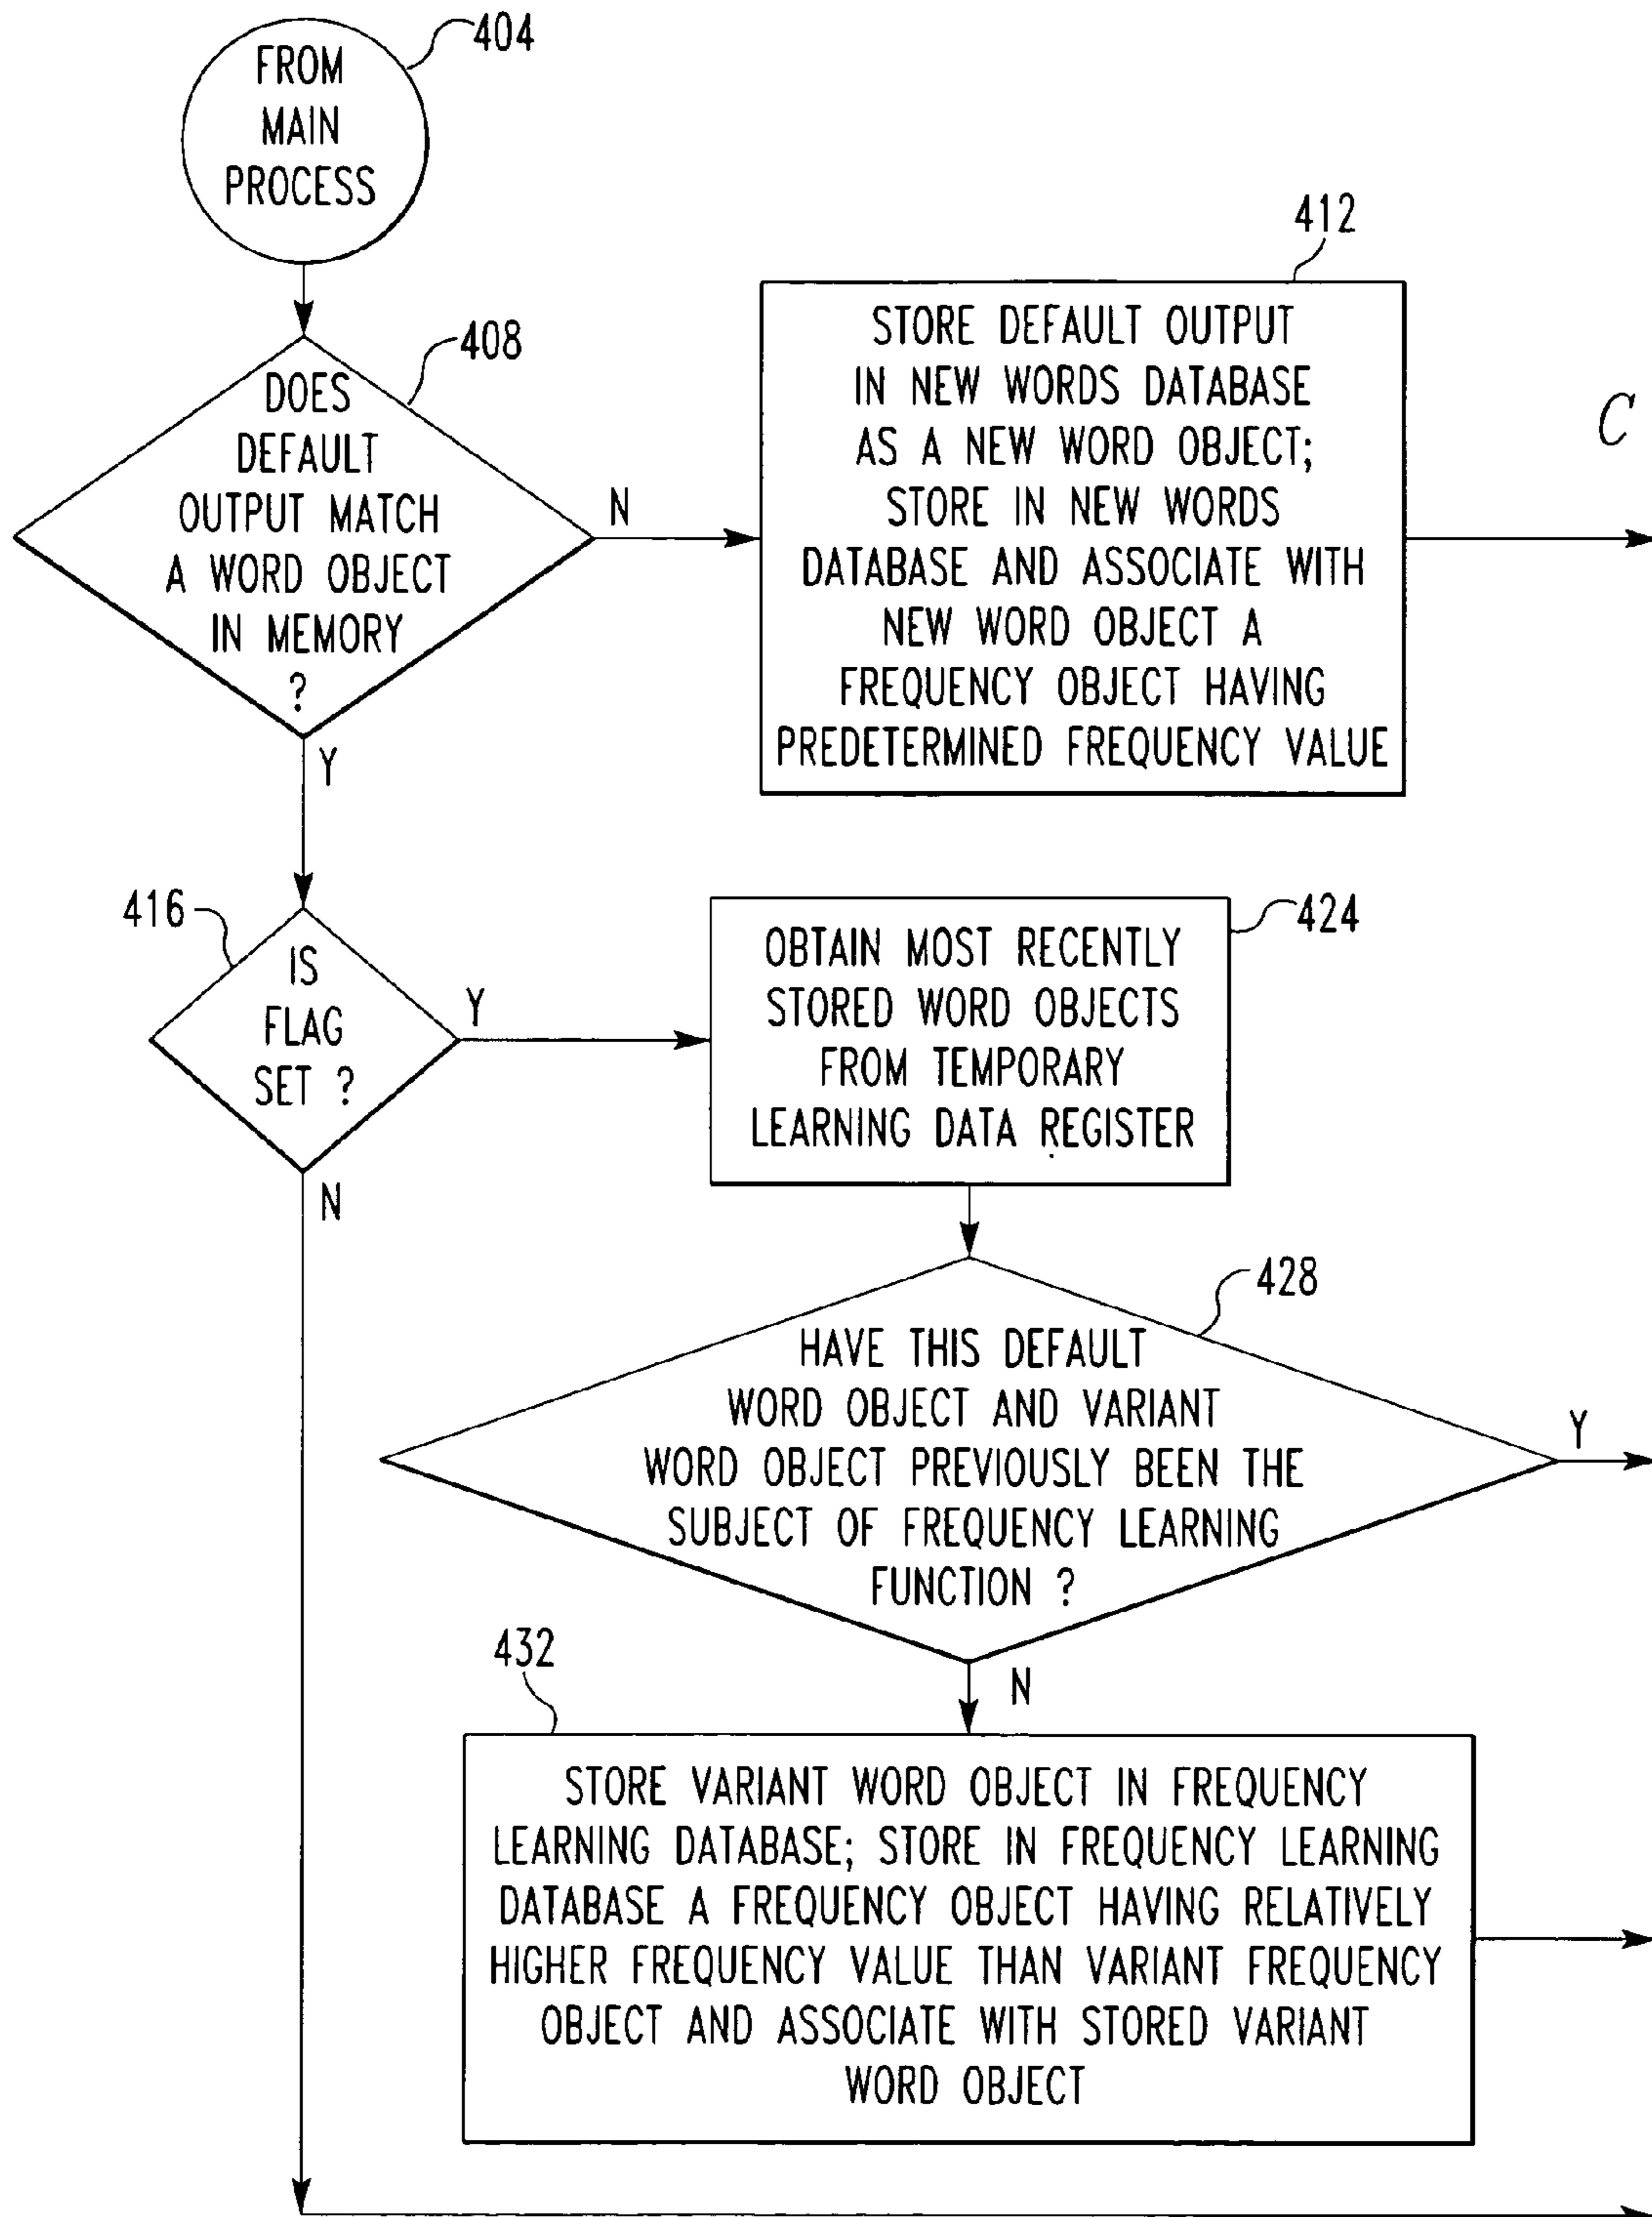 404
FROM
MAIN
PROCESS
408
DOES
DEFAULT
OUTPUT MATCH
A WORD OBJECT
IN MEMORY
?
N
Y
412
STORE DEFAULT OUTPUT
IN NEW WORDS DATABASE
AS A NEW WORD OBJECT;
STORE IN NEW WORDS
DATABASE AND ASSOCIATE WITH
NEW WORD OBJECT A
FREQUENCY OBJECT HAVING
PREDETERMINED FREQUENCY VALUE
C
416
IS
FLAG
SET ?
Y
N
424
OBTAIN MOST RECENTLY
STORED WORD OBJECTS
FROM TEMPORARY
LEARNING DATA REGISTER
428
HAVE THIS DEFAULT
WORD OBJECT AND VARIANT
WORD OBJECT PREVIOUSLY BEEN THE
SUBJECT OF FREQUENCY LEARNING
FUNCTION ?
Y
N
432
STORE VARIANT WORD OBJECT IN FREQUENCY
LEARNING DATABASE; STORE IN FREQUENCY LEARNING
DATABASE A FREQUENCY OBJECT HAVING RELATIVELY
HIGHER FREQUENCY VALUE THAN VARIANT FREQUENCY
OBJECT AND ASSOCIATE WITH STORED VARIANT
WORD OBJECT